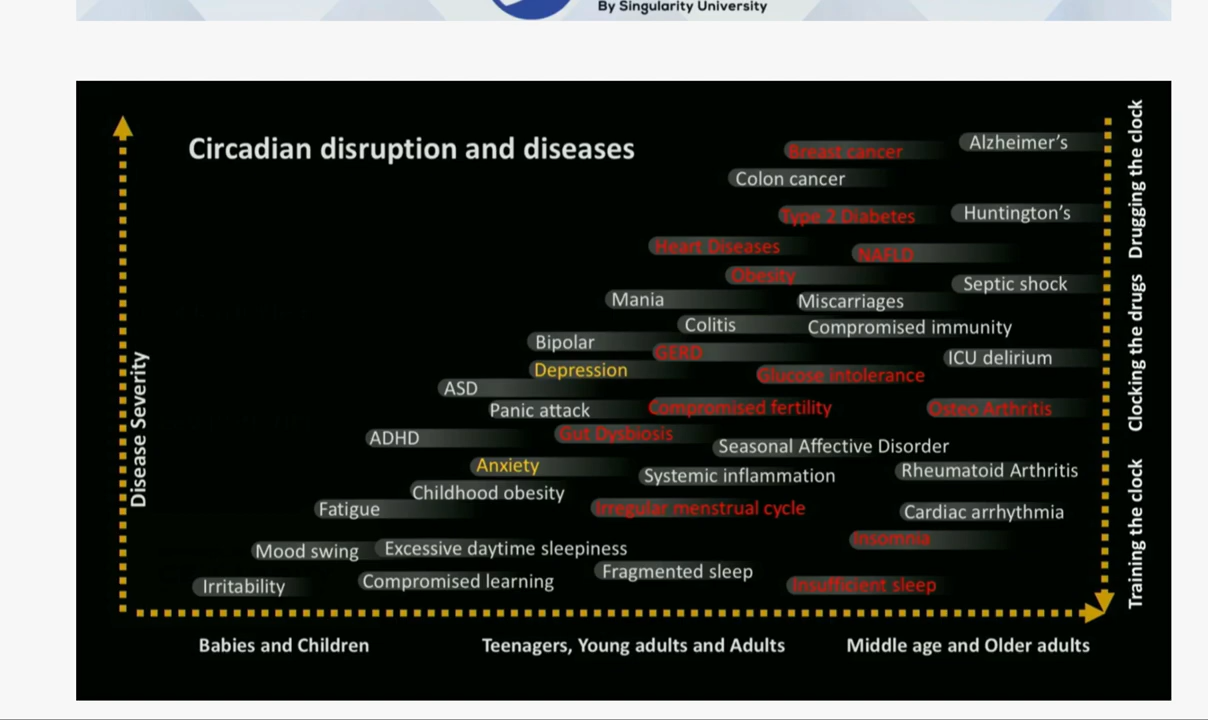 By Singularity University
Circadian disruption and diseases
Breast cancer
Alzheimer's
Colon cancer
Type 2 Diabetes
Huntington's
Heart Diseases
NAFLD
Obesity
Septic shock
Mania
Miscarriages
Colitis
Compromised immunity
Bipolar
GERD
ICU delirium
Depression
Glucose intolerance
ASD
Panic attack
Compromised fertility
Osteo Arthritis
ADHD
Gut Dysbiosis
Seasonal Affective Disorder
Anxiety
Systemic inflammation
Rheumatoid Arthritis
Childhood obesity
Fatigue
Irregular menstrual cycle
Cardiac arrhythmia
Insomnia
Mood swing
Excessive daytime sleepiness
Fragmented sleep
Irritability
Compromised learning
Insufficient sleep
Disease Severity
Babies and Children
Teenagers, Young adults and Adults
Middle age and Older adults
Training the clock
Clocking the drugs
Drugging the clock